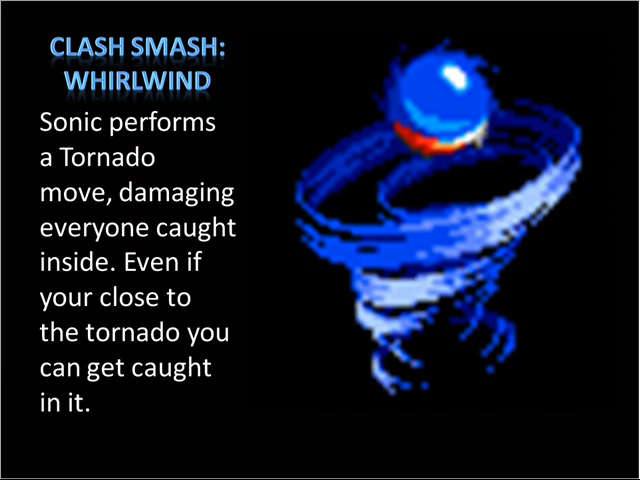 CLASH SMASH:
WHIRLWIND
Sonic performs
a Tornado
move, damaging
everyone caught
inside. Even if
your close to
the tornado you
can get caught
in it.